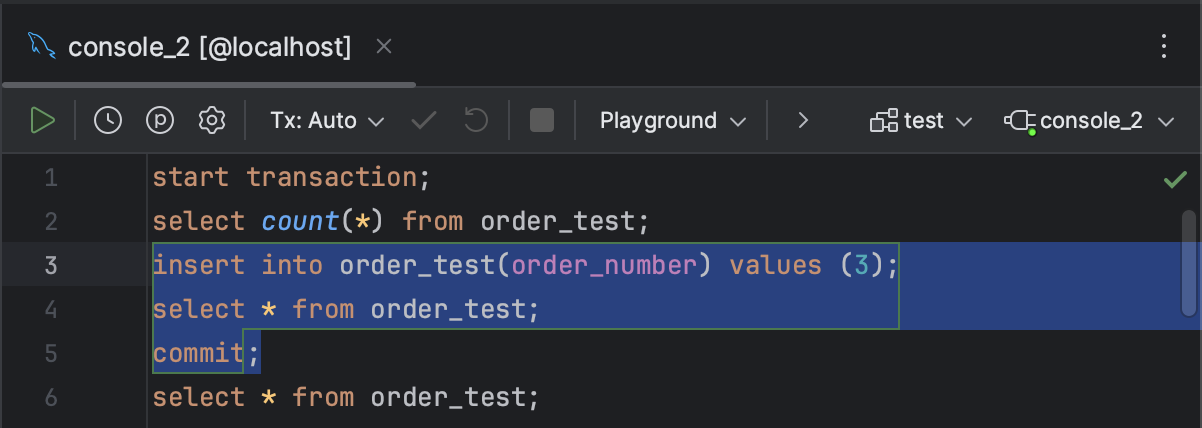 console_2 [@localhost]
Tx: Auto Playground test console_2
1 start transaction;
2 select count(*) from order_test;
3 insert into order_test(order_number) values (3);
4 select * from order_test;
5 commit;
6 select * from order_test;